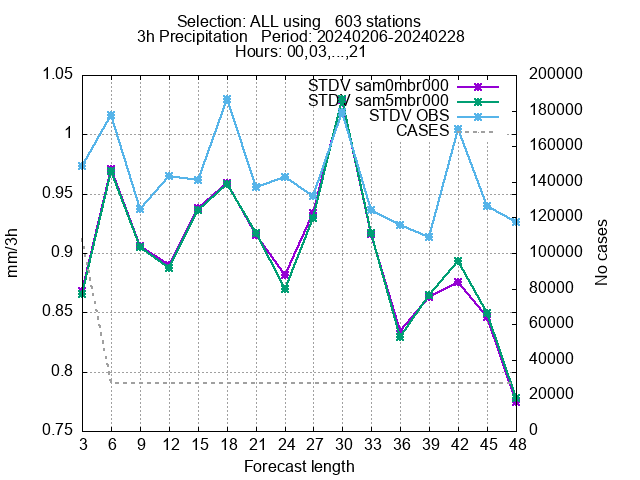 Selection: ALL using   603 stations
3h Precipitation   Period: 20240206-20240228
Hours: 00,03,...,21
1.05
1
0.95
0.9
0.85
0.8
0.75
mm/3h
STDV sam0mbr000
STDV sam5mbr000
STDV OBS
CASES
200000
180000
160000
140000
120000
100000
80000
60000
40000
20000
0
No cases
3 6 9 12 15 18 21 24 27 30 33 36 39 42 45 48
Forecast length